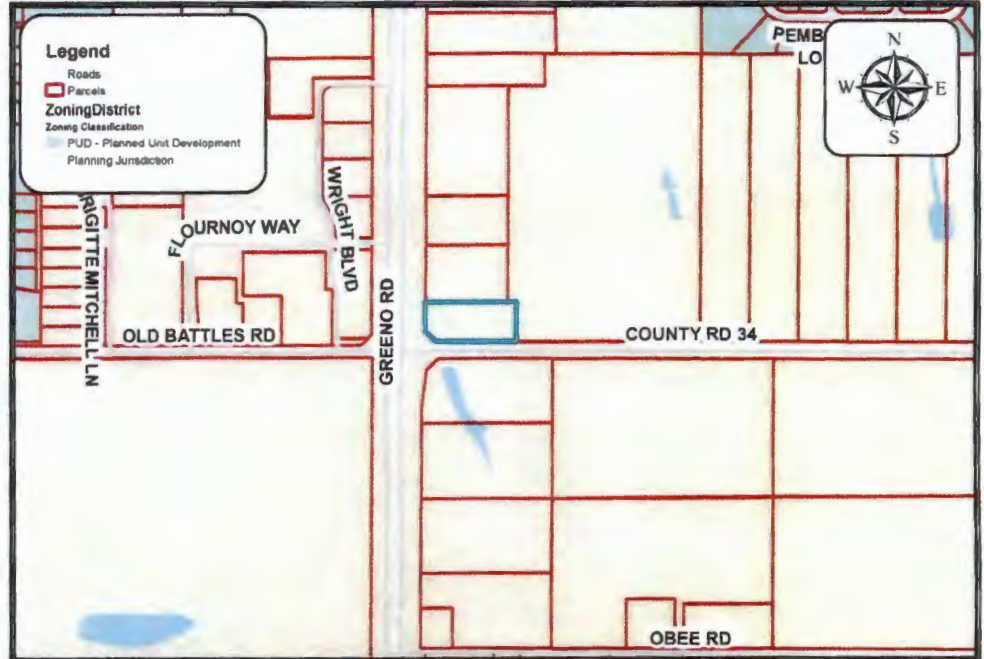 Legend
Roads
Parcels
ZoningDistrict
Zoning Classification
PUD - Planned Unit Development
Planning Jurisdiction
PEMB
LO
N
W E
S
RIGITTE MITCHELL LN
FLOURNOY WAY
WRIGHT BLVD
GREENO RD
OLD BATTLES RD
COUNTY RD 34
OBEE RD